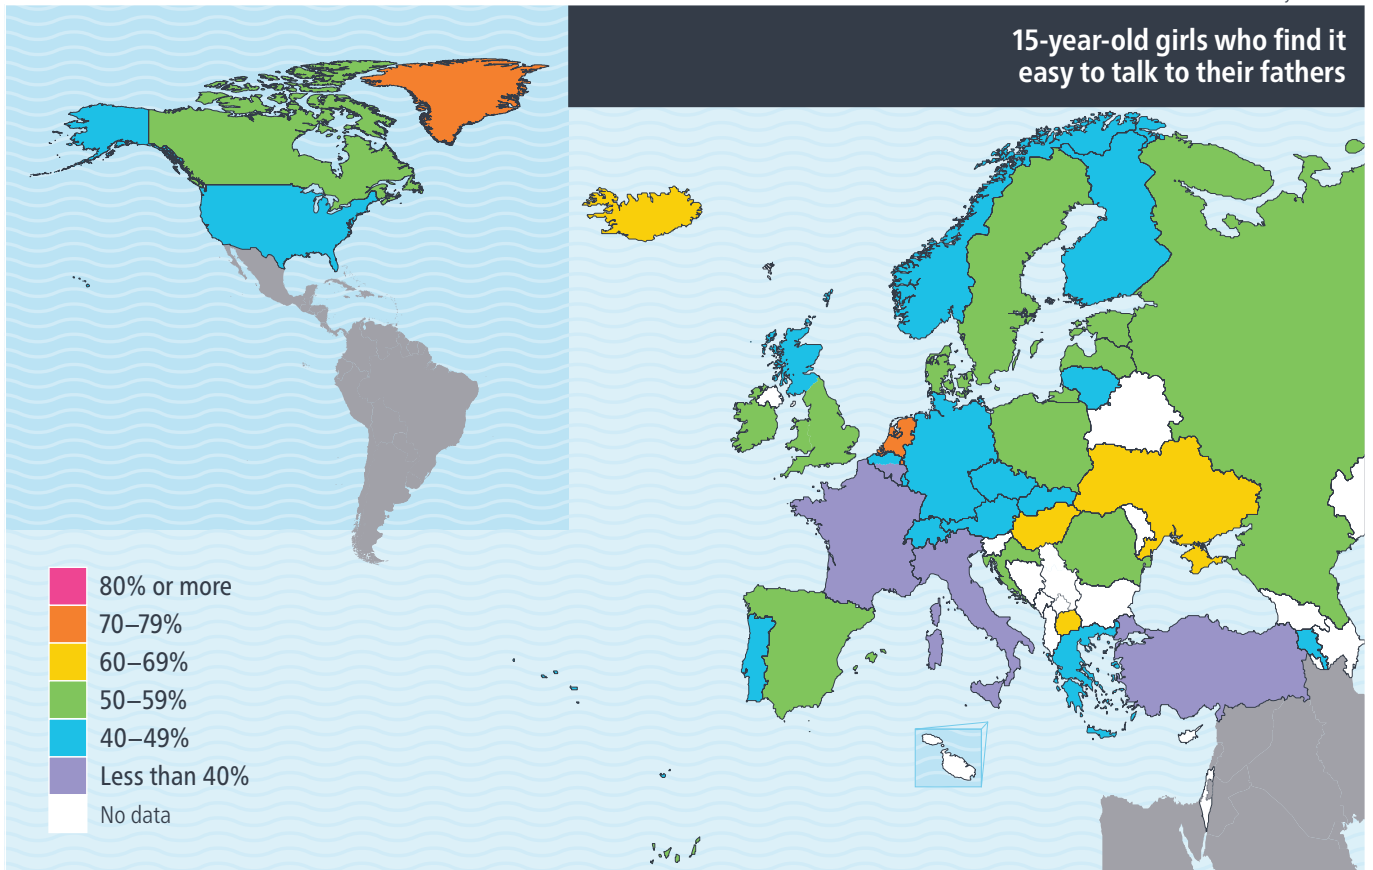 15-year-old girls who find it
easy to talk to their fathers
80% or more
70–79%
60–69%
50–59%
40–49%
Less than 40%
No data